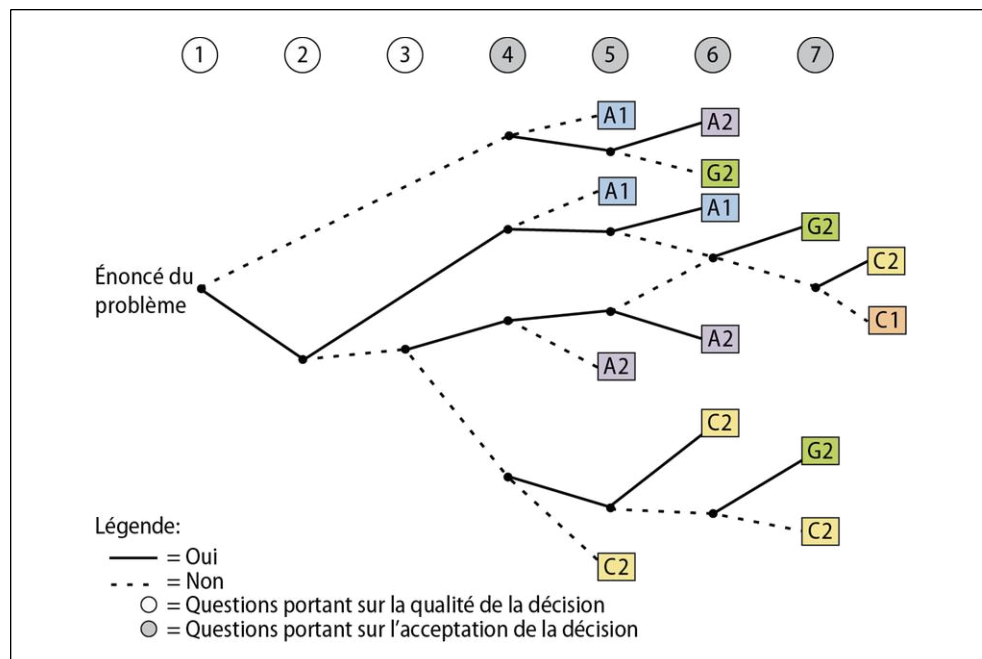 1 2 3 4 5 6 7
A1
A2
G2
A1
A1
G2
C2
C1
Énoncé du
problème
A2
A2
C2
G2
C2
C2
Légende:
= Oui
= Non
= Questions portant sur la qualité de la décision
= Questions portant sur l'acceptation de la décision